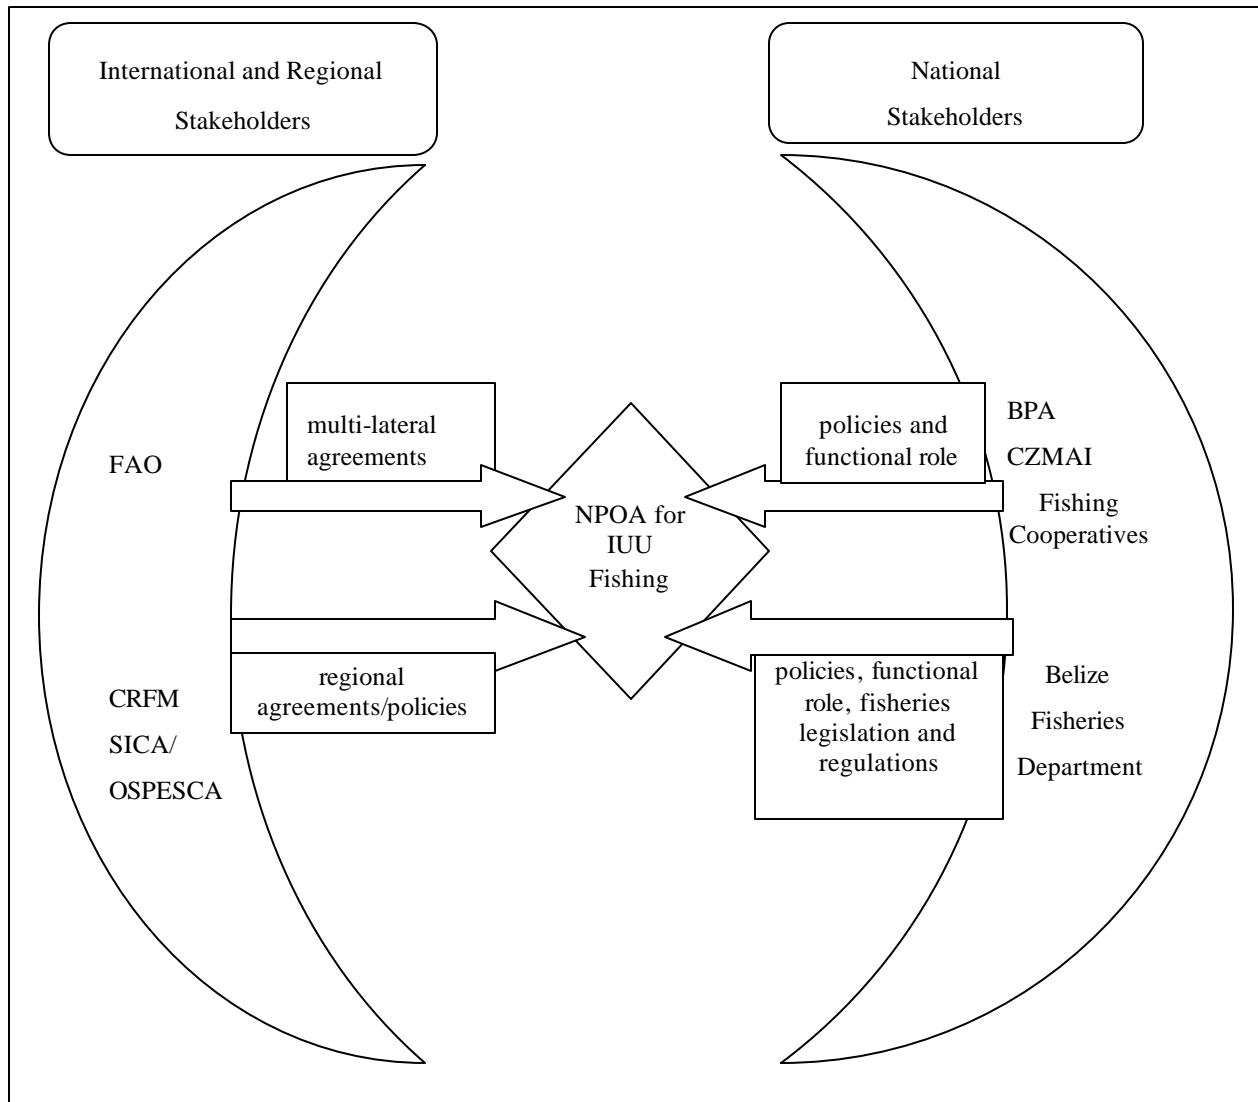 International and Regional
Stakeholders
National
Stakeholders
FAO
multi-lateral
agreements
CRFM
SICA/
OSPESCA
regional
agreements/policies
NPOA for
IUU
Fishing
policies and
functional role
BPA
CZMAI
Fishing
Cooperatives
policies, functional
role, fisheries
legislation and
regulations
Belize
Fisheries
Department